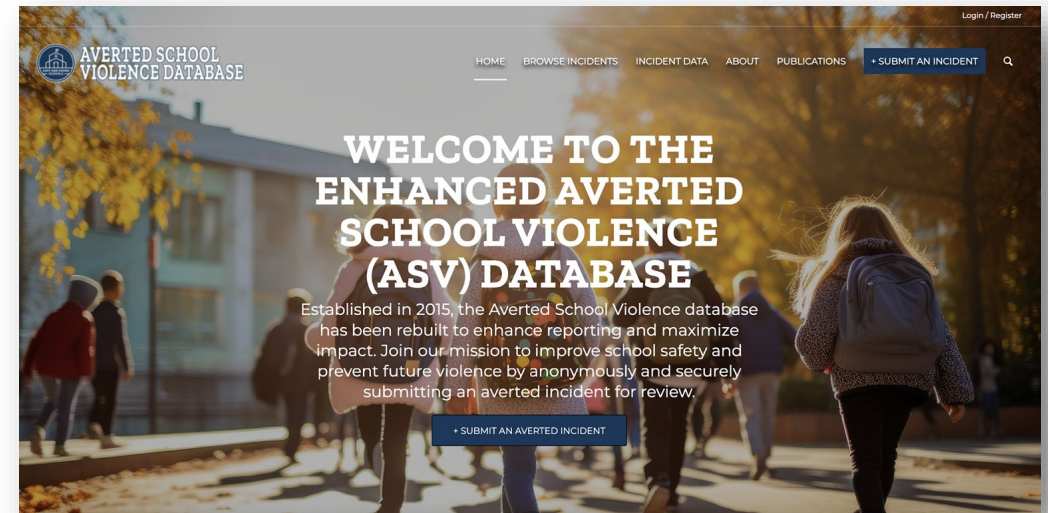 Login / Register
AVERTED SCHOOL
VIOLENCE DATABASE
HOME
BROWSE INCIDENTS
INCIDENT DATA
ABOUT
PUBLICATIONS
+ SUBMIT AN INCIDENT
WELCOME TO THE
ENHANCED AVERTED
SCHOOL VIOLENCE
(ASV) DATABASE
Established in 2015, the Averted School Violence database
has been rebuilt to enhance reporting and maximize
impact. Join our mission to improve school safety and
prevent future violence by anonymously and securely
submitting an averted incident for review.
+ SUBMIT AN AVERTED INCIDENT